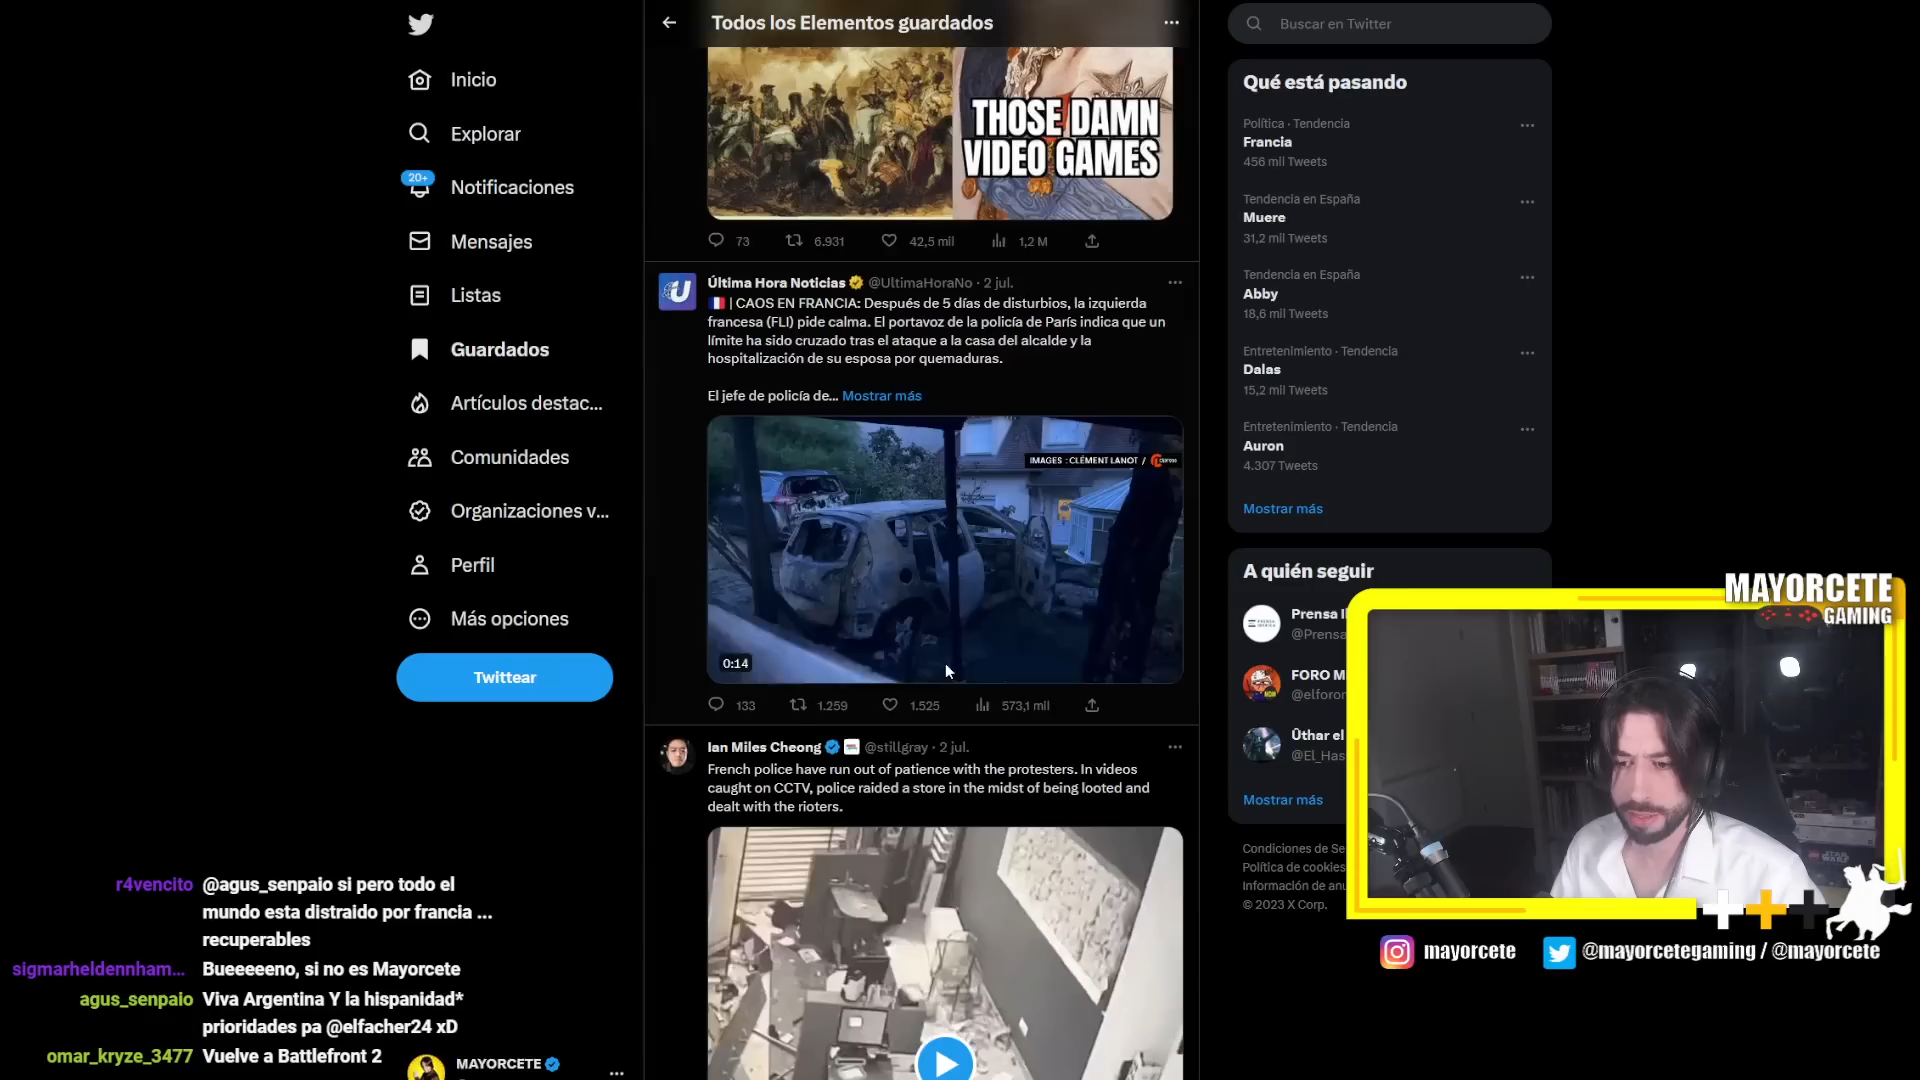 Inicio
Explorar
20+
Notificaciones
Mensajes
Listas
Guardados
Artículos destac...
Comunidades
Organizaciones v...
Perfil
Más opciones
Twittear
r4vencito @agus_senpaio si pero todo el
mundo esta distraido por francia ...
recuperables
sigmarheldennham... Bueeeeeno, si no es Mayorcete
agus_senpaio Viva Argentina Y la hispanidad*
prioridades pa @elfacher24 xD
omar_kryze_3477 Vuelve a Battlefront 2
MAYORCETE
Todos los Elementos guardados
THOSE DAMN
VIDEO GAMES
73 6.931 42,5 mil 1,2 M
Última Hora Noticias @UltimaHoraNo · 2 jul.
| CAOS EN FRANCIA: Después de 5 días de disturbios, la izquierda
francesa (FLI) pide calma. El portavoz de la policía de París indica que un
límite ha sido cruzado tras el ataque a la casa del alcalde y la
hospitalización de su esposa por quemaduras.
El jefe de policía de... Mostrar más
IMAGES : CLÉMENT LANOT /
0:14
133 1.259 1.525 573,1 mil
Ian Miles Cheong @stillgray · 2 jul.
French police have run out of patience with the protesters. In videos
caught on CCTV, police raided a store in the midst of being looted and
dealt with the rioters.
Buscar en Twitter
Qué está pasando
Política · Tendencia
Francia
456 mil Tweets
Tendencia en España
Muere
31,2 mil Tweets
Tendencia en España
Abby
18,6 mil Tweets
Entretenimiento · Tendencia
Dalas
15,2 mil Tweets
Entretenimiento · Tendencia
Auron
4.307 Tweets
Mostrar más
A quién seguir
Prensa I
@Prensa
FORO M
@elforor
Ûthar el
@El_Has
Mostrar más
Condiciones de Se
Política de cookies
Información de anu
© 2023 X Corp.
MAYORCETE
GAMING
mayorcete
@mayorcetegaming / @mayorcete